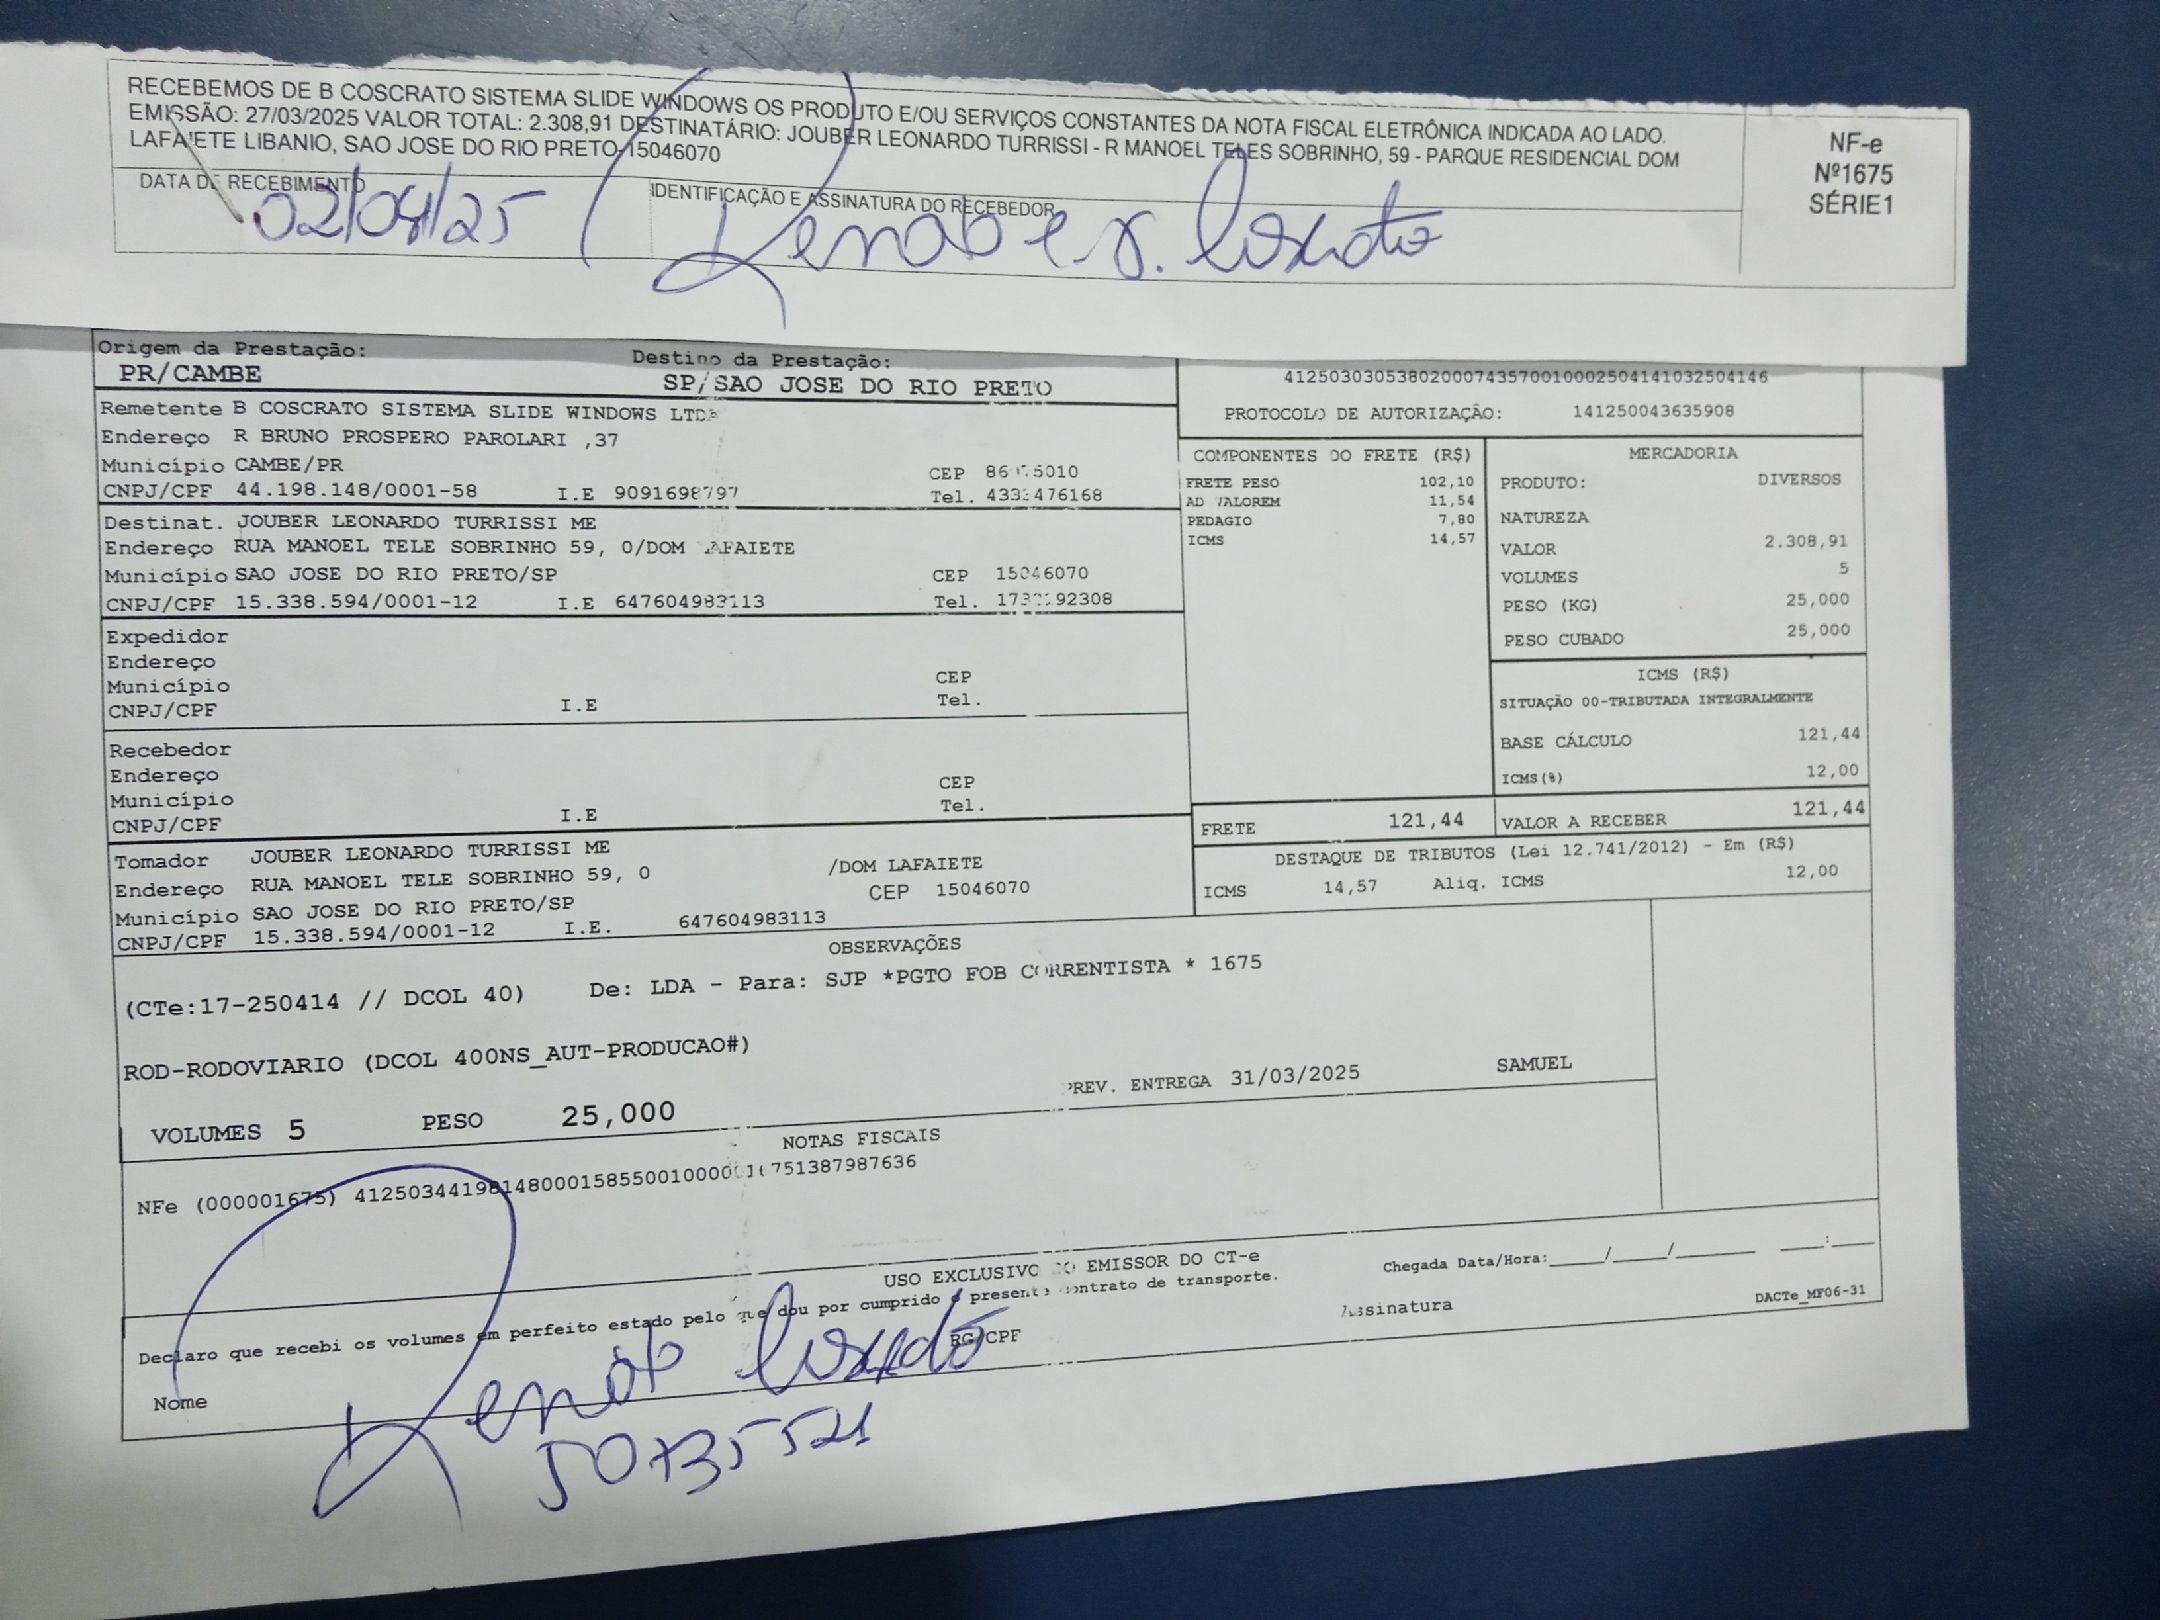 RECEBEMOS DE B COSCRATO SISTEMA SLIDE WINDOWS OS PRODUTO E/OU SERVIÇOS CONSTANTES DA NOTA FISCAL ELETRÔNICA INDICADA AO LADO.
EMISSÃO: 27/03/2025 VALOR TOTAL: 2.308,91 DESTINATÁRIO: JOUBER LEONARDO TURRISSI - R MANOEL TELES SOBRINHO, 59 - PARQUE RESIDENCIAL DOM
LAFAIETE LIBANIO, SAO JOSE DO RIO PRETO-15046070
NF-e
Nº1675
SÉRIE1
DATA DE RECEBIMENTO
IDENTIFICAÇÃO E ASSINATURA DO RECEBEDOR
02/04/25
Origem da Prestação:
PR/CAMBE
Destino da Prestação:
SP/SAO JOSE DO RIO PRETO
41250303053802000743570010002504141032504146
PROTOCOLO DE AUTORIZAÇÃO: 141250043635908
Remetente B COSCRATO SISTEMA SLIDE WINDOWS LTDA
Endereço R BRUNO PROSPERO PAROLARI ,37
Município CAMBE/PR CEP
CNPJ/CPF 44.198.148/0001-58 I.E 9091698797 Tel.
Destinat. JOUBER LEONARDO TURRISSI ME
Endereço RUA MANOEL TELE SOBRINHO 59, 0/DOM LAFAIETE
Município SAO JOSE DO RIO PRETO/SP CEP 15046070
CNPJ/CPF 15.338.594/0001-12 I.E 647604983113 Tel.
Expedidor
Endereço
Município CEP
CNPJ/CPF I.E Tel.
Recebedor
Endereço
Município CEP
CNPJ/CPF I.E Tel.
Tomador JOUBER LEONARDO TURRISSI ME
Endereço RUA MANOEL TELE SOBRINHO 59, 0 /DOM LAFAIETE
Município SAO JOSE DO RIO PRETO/SP CEP 15046070
CNPJ/CPF 15.338.594/0001-12 I.E. 647604983113
COMPONENTES DO FRETE (R$)
FRETE PESO 102,10
AD VALOREM 11,54
PEDAGIO 7,80
ICMS 14,57
MERCADORIA
PRODUTO: DIVERSOS
NATUREZA
VALOR 2.308,91
VOLUMES 5
PESO (KG) 25,000
PESO CUBADO 25,000
ICMS (R$)
SITUAÇÃO 00-TRIBUTADA INTEGRALMENTE
BASE CÁLCULO 121,44
ICMS(%) 12,00
FRETE 121,44
VALOR A RECEBER 121,44
DESTAQUE DE TRIBUTOS (Lei 12.741/2012) - Em (R$)
ICMS 14,57 Aliq. ICMS 12,00
OBSERVAÇÕES
(CTe:17-250414 // DCOL 40) De: LDA - Para: SJP *PGTO FOB CORRENTISTA * 1675
ROD-RODOVIARIO (DCOL 400NS_AUT-PRODUCAO#)
PREV. ENTREGA 31/03/2025 SAMUEL
VOLUMES 5 PESO 25,000
NOTAS FISCAIS
NFe (000001675) 41250344198148000158550010000016751387987636
USO EXCLUSIVO DO EMISSOR DO CT-e
Chegada Data/Hora:____/____/______ ___:___
Declaro que recebi os volumes em perfeito estado pelo que dou por cumprido o presente contrato de transporte.
Nome
RG/CPF
Assinatura
DACTe_MF06-31